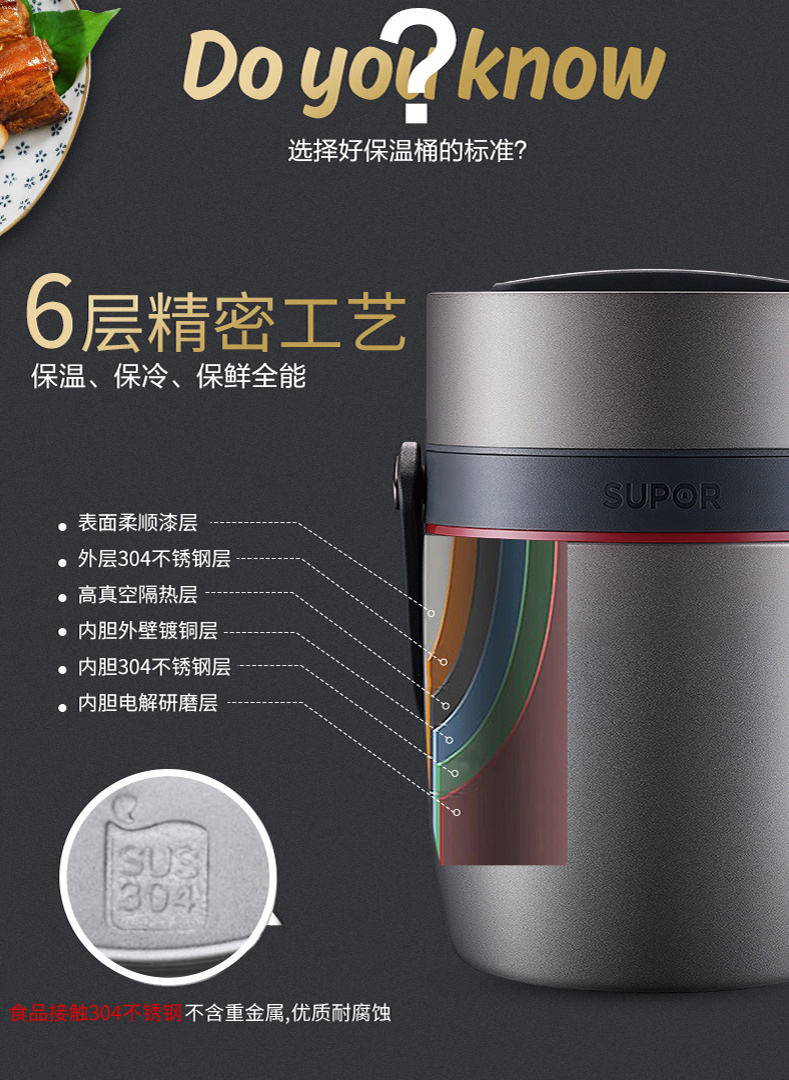 Do you know
?
选择好保温桶的标准?
6层精密工艺
保温、保冷、保鲜全能
SUPOR
表面柔顺漆层
外层304不锈钢层
高真空隔热层
内胆外壁镀铜层
内胆304不锈钢层
内胆电解研磨层
SUS
304
食品接触304不锈钢不含重金属,优质耐腐蚀